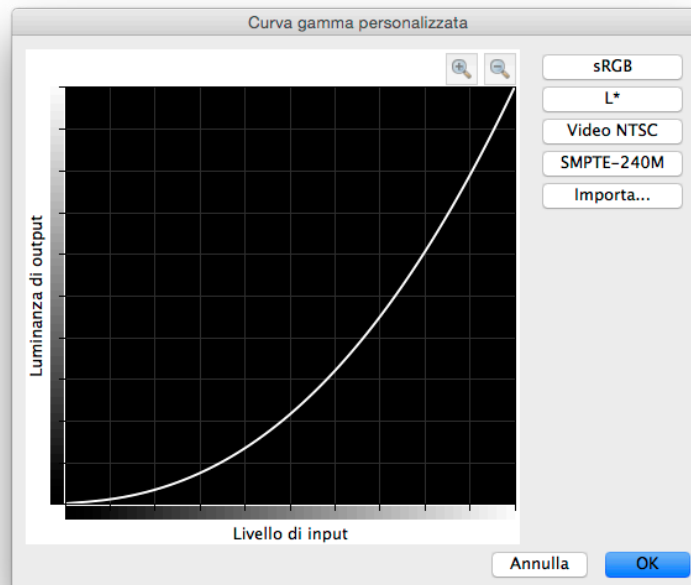 Curva gamma personalizzata
sRGB
L*
Video NTSC
SMPTE-240M
Importa...
Luminanza di output
Livello di input
Annulla
OK